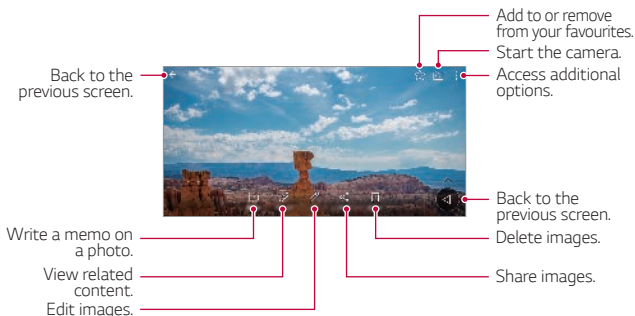 Add to or remove
from your favourites.
Start the camera.
Back to the
previous screen.
Access additional
options.
Back to the
previous screen.
Write a memo on
a photo.
Delete images.
View related
content.
Share images.
Edit images.